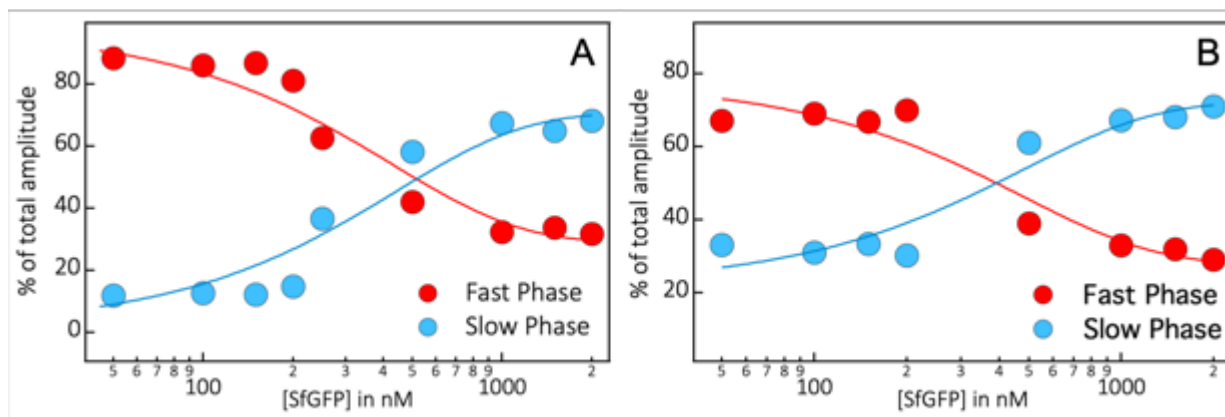 A
% of total amplitude
80
60
40
20
0
Fast Phase
Slow Phase
5 6 7 8 9 100 2 3 4 5 6 7 8 9 1000 2
[SfGFP] in nM
B
% of total amplitude
80
60
40
20
Fast Phase
Slow Phase
5 6 7 8 9 100 2 3 4 5 6 7 8 9 1000 2
[SfGFP] in nM